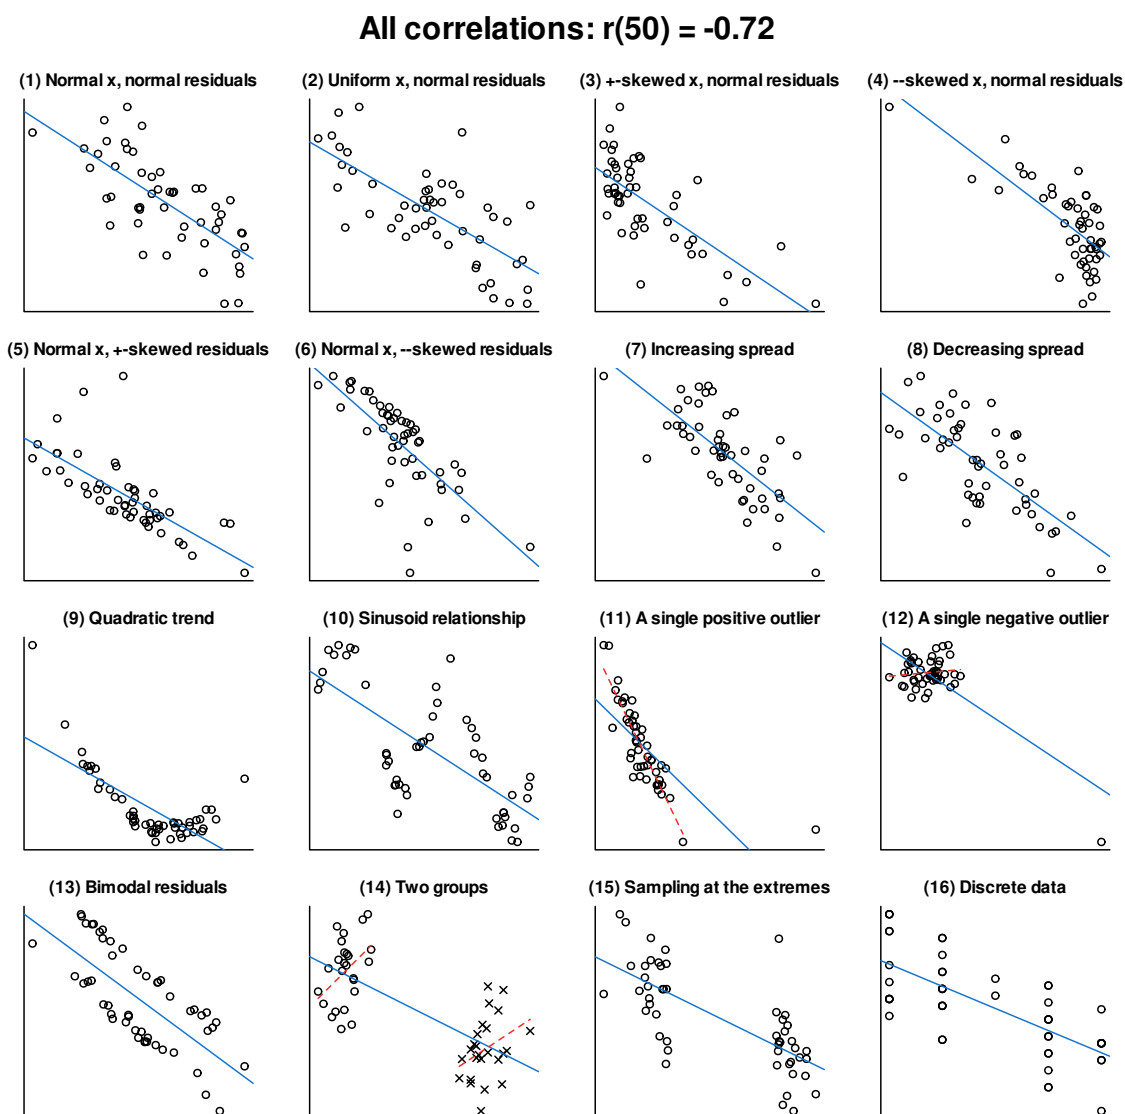 All correlations: r(50) = -0.72
(1) Normal x, normal residuals
(2) Uniform x, normal residuals
(3) +-skewed x, normal residuals
(4) --skewed x, normal residuals
(5) Normal x, +-skewed residuals
(6) Normal x, --skewed residuals
(7) Increasing spread
(8) Decreasing spread
(9) Quadratic trend
(10) Sinusoid relationship
(11) A single positive outlier
(12) A single negative outlier
(13) Bimodal residuals
(14) Two groups
(15) Sampling at the extremes
(16) Discrete data